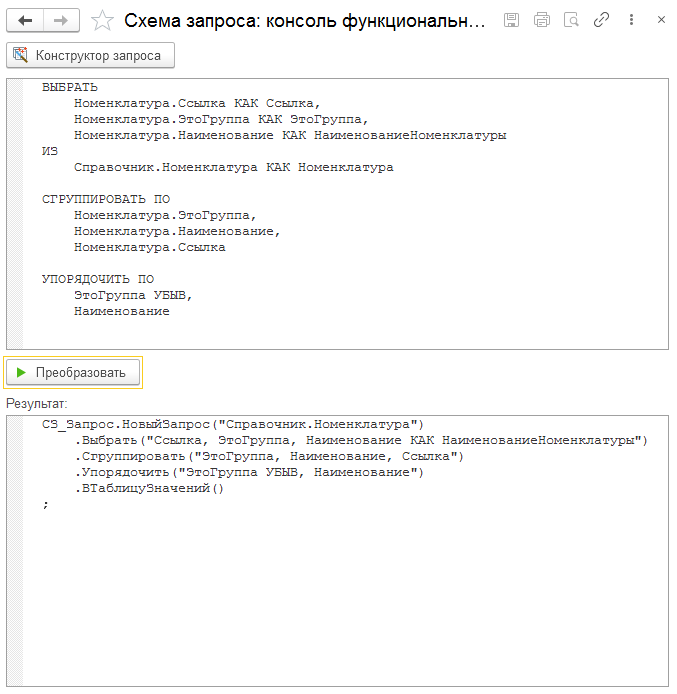 Схема запроса: консоль функциональн...
Конструктор запроса
ВЫБРАТЬ
Номенклатура.Ссылка КАК Ссылка,
Номенклатура.ЭтоГруппа КАК ЭтоГруппа,
Номенклатура.Наименование КАК НаименованиеНоменклатуры
ИЗ
Справочник.Номенклатура КАК Номенклатура
СГРУППИРОВАТЬ ПО
Номенклатура.ЭтоГруппа,
Номенклатура.Наименование,
Номенклатура.Ссылка
УПОРЯДОЧИТЬ ПО
ЭтоГруппа УБЫВ,
Наименование
Преобразовать
Результат:
CS_Запрос.НовыйЗапрос("Справочник.Номенклатура")
.Выбрать("Ссылка, ЭтоГруппа, Наименование КАК НаименованиеНоменклатуры")
.Сгруппировать("ЭтоГруппа, Наименование, Ссылка")
.Упорядочить("ЭтоГруппа УБЫВ, Наименование")
.ВТаблицуЗначений()
;